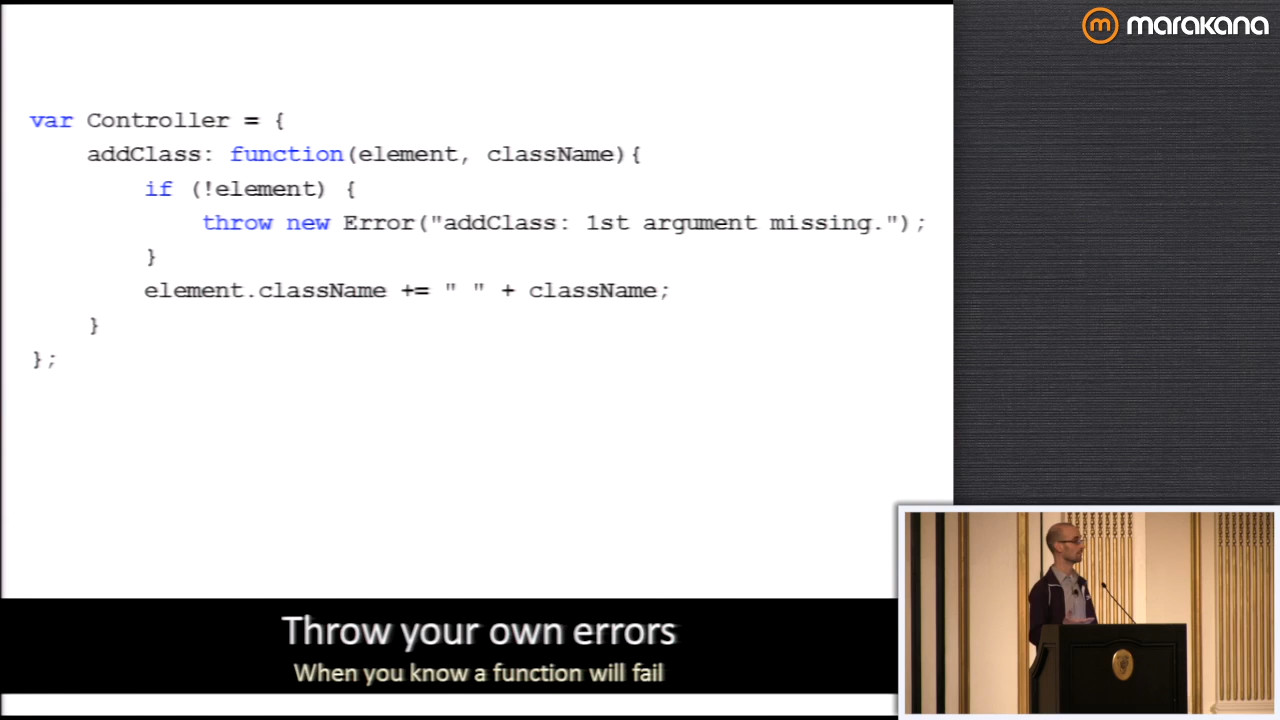 marakana
var Controller = {
    addClass: function(element, className){
        if (!element) {
            throw new Error("addClass: 1st argument missing.");
        }
        element.className += " " + className;
    }
};
Throw your own errors
When you know a function will fail